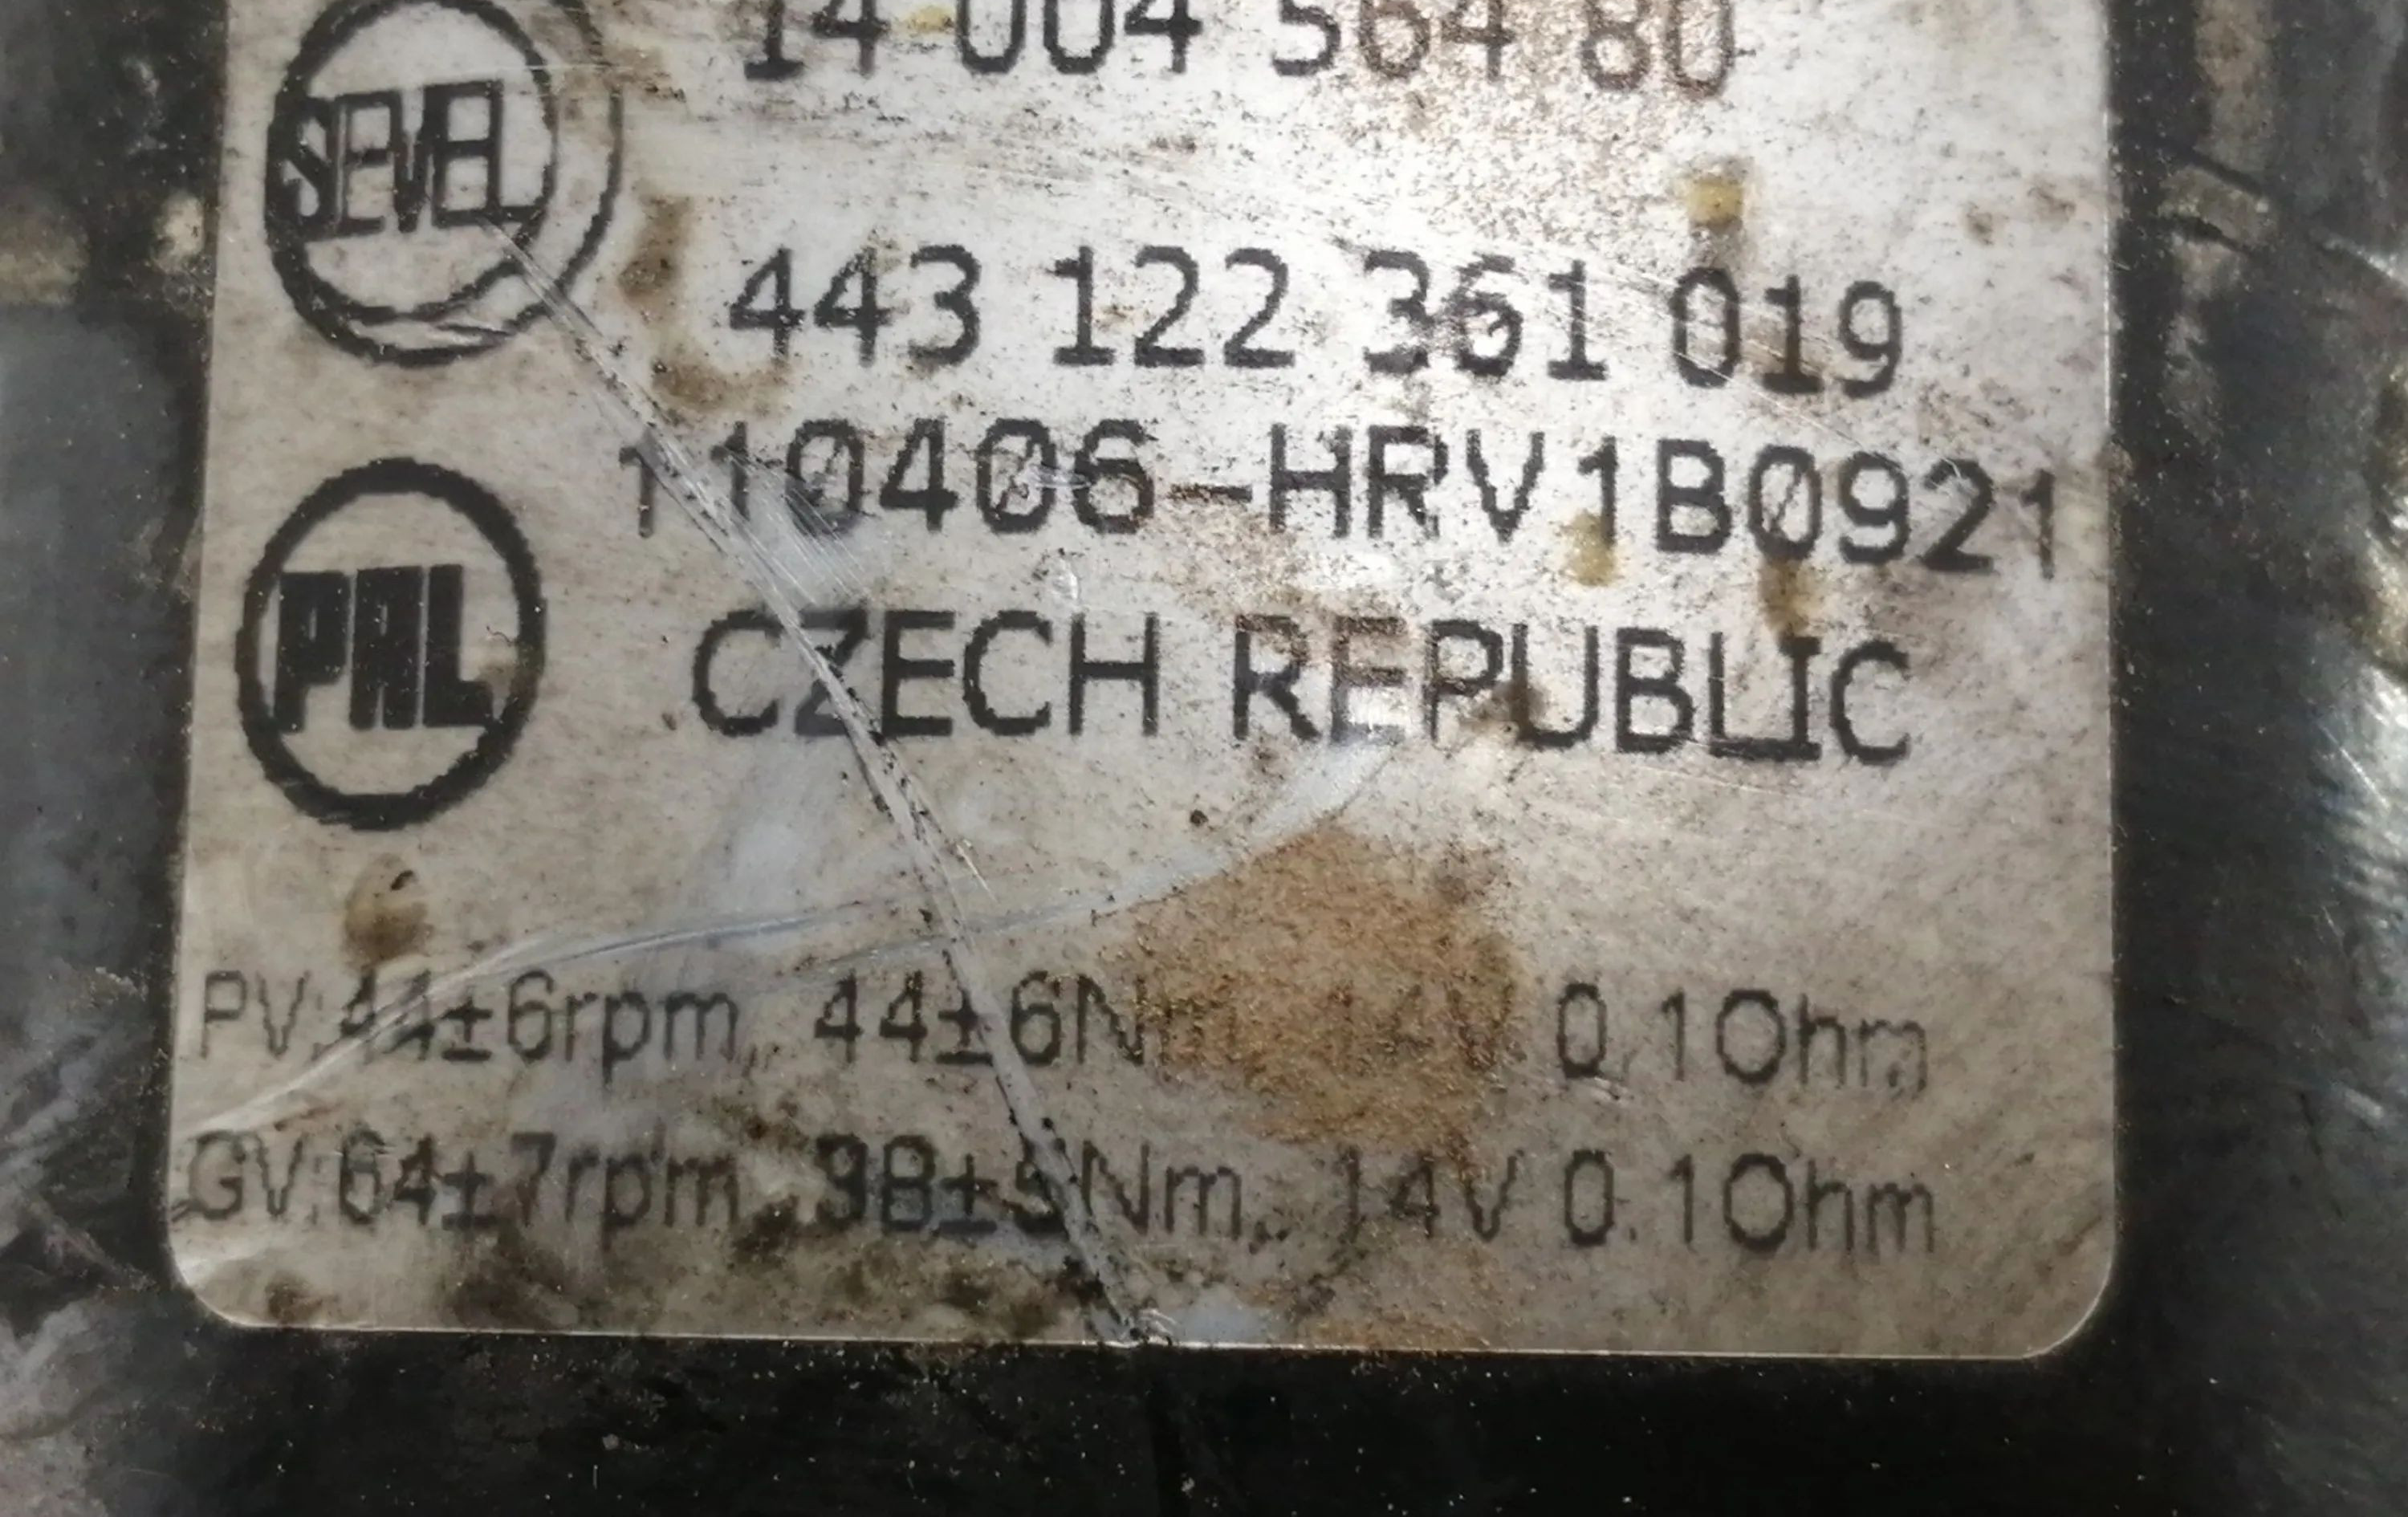 14 004 564 80
SEVEL
443 122 361 019
110406-HRV1B0921
PAL
CZECH REPUBLIC
PV:44±6rpm, 44±6Nm, 14V 0.1Ohm
GV:64±7rpm, 38±5Nm, 14V 0.1Ohm